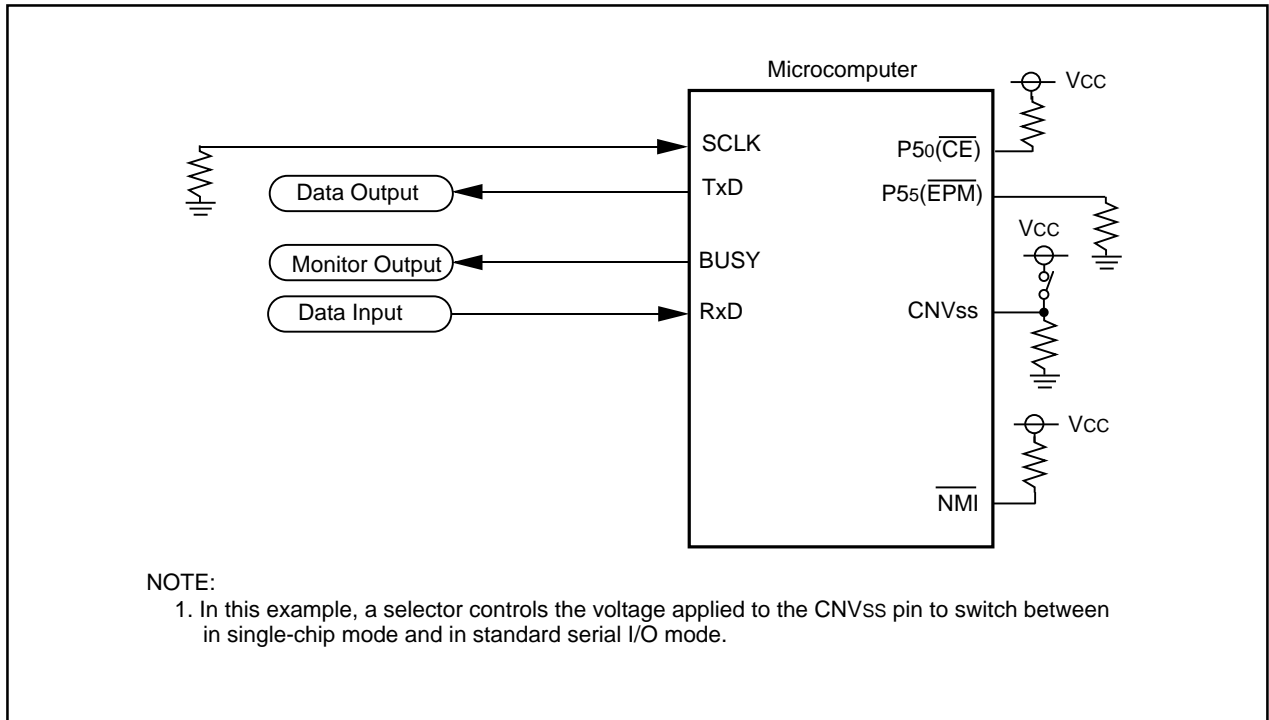 Microcomputer
VCC
SCLK
P50(CE)
Data Output
TxD
P55(EPM)
VCC
Monitor Output
BUSY
Data Input
RxD
CNVss
VCC
NMI
NOTE:
1. In this example, a selector controls the voltage applied to the CNVSS pin to switch between
in single-chip mode and in standard serial I/O mode.